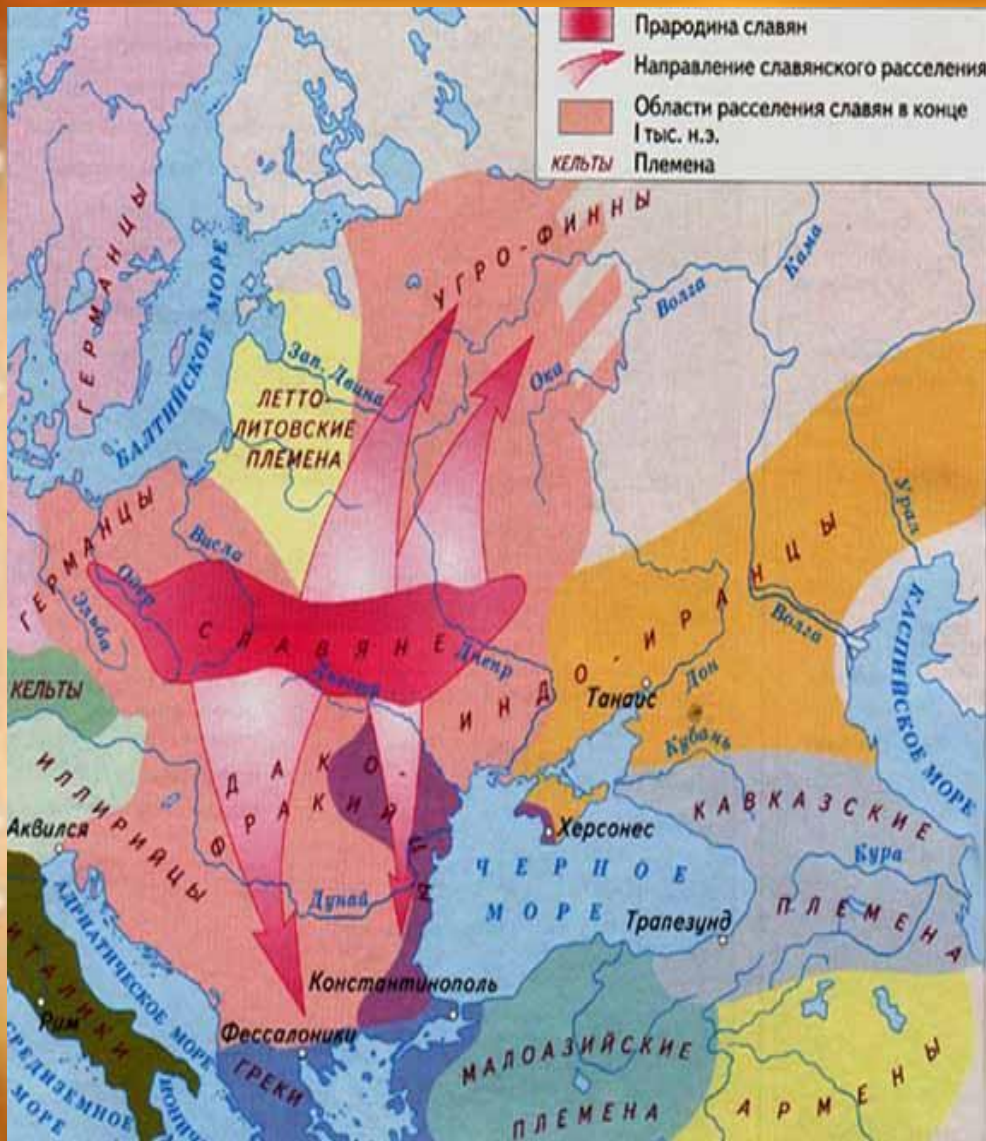 Прародина славян
Направление славянского расселения
Области расселения славян в конце
I тыс. н.э.
КЕЛЬТЫ Племена
ГЕРМАНЦЫ
БАЛТИЙСКОЕ МОРЕ
УГРО-ФИННЫ
Кама
Волга
Ока
Зап. Двина
ЛЕТТО-
ЛИТОВСКИЕ
ПЛЕМЕНА
ГЕРМАНЦЫ
Висла
Одер
Эльба
Урал
СЛАВЯНЕ
Днепр
Днестр
ИНДО-ИРАНЦЫ
Волга
Дон
Танаис
Кубань
КАСПИЙСКОЕ МОРЕ
КЕЛЬТЫ
ИЛЛИРИЙЦЫ
ДАКО-
ФРАКИЙЦЫ
Аквился
Херсонес
КАВКАЗСКИЕ
ПЛЕМЕНА
Кура
ЧЕРНОЕ
МОРЕ
Дунай
Трапезунд
АДРИАТИЧЕСКОЕ МОРЕ
ИТАЛИКИ
Рим
Константинополь
Фессалоники
ГРЕКИ
СРЕДИЗЕМНОЕ
МОРЕ
ИОНИЧ
МАЛОАЗИЙСКИЕ
ПЛЕМЕНА
АРМЕНЫ